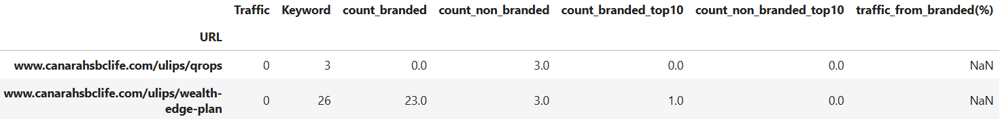 Traffic Keyword count_branded count_non_branded count_branded_top10 count_non_branded_top10 traffic_from_branded(%)
URL
www.canarahsbclife.com/ulips/qrops 0 3 0.0 3.0 0.0 0.0 NaN
www.canarahsbclife.com/ulips/wealth-
edge-plan 0 26 23.0 3.0 1.0 0.0 NaN